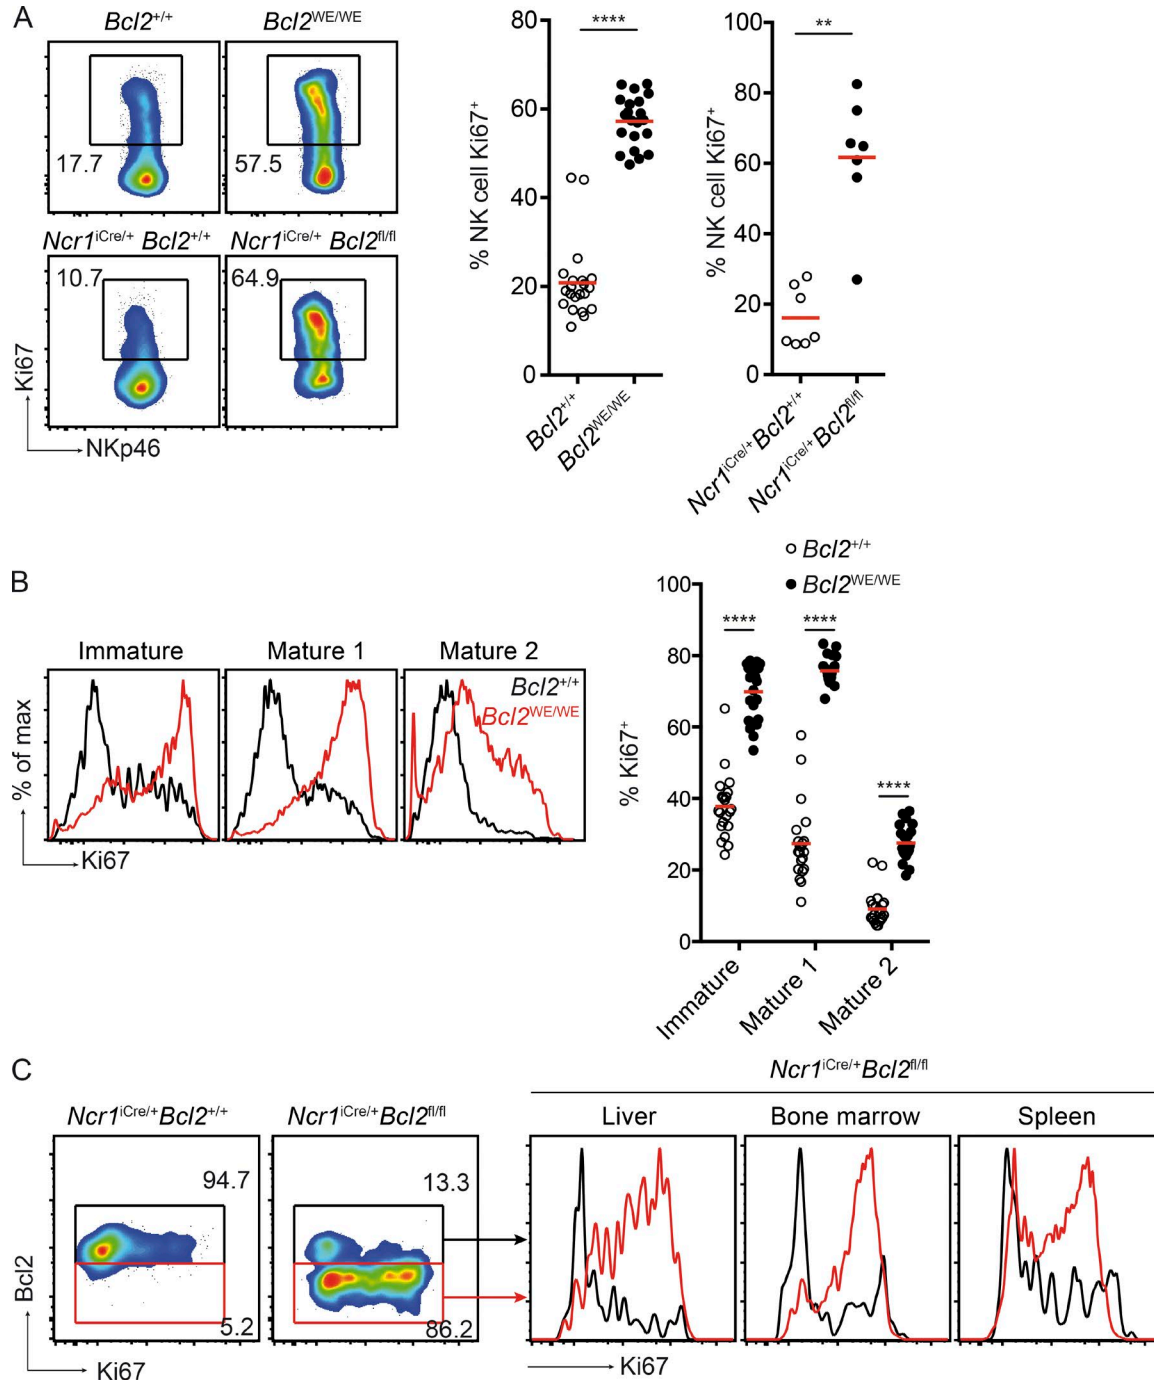 A
Bcl2+/+
Bcl2WE/WE
17.7
57.5
Ncr1iCre/+ Bcl2+/+
Ncr1iCre/+ Bcl2fl/fl
10.7
64.9
Ki67
NKp46
% NK cell Ki67+
80
60
40
20
0
****
Bcl2+/+
Bcl2WE/WE
% NK cell Ki67+
100
80
60
40
20
0
**
Ncr1iCre/+Bcl2+/+
Ncr1iCre/+Bcl2fl/fl
B
Immature
Mature 1
Mature 2
Bcl2+/+
Bcl2WE/WE
% of max
Ki67
Bcl2+/+
Bcl2WE/WE
% Ki67+
100
80
60
40
20
0
****
****
****
Immature
Mature 1
Mature 2
C
Ncr1iCre/+Bcl2+/+
Ncr1iCre/+Bcl2fl/fl
94.7
5.2
13.3
86.2
Bcl2
Ki67
Ncr1iCre/+Bcl2fl/fl
Liver
Bone marrow
Spleen
Ki67